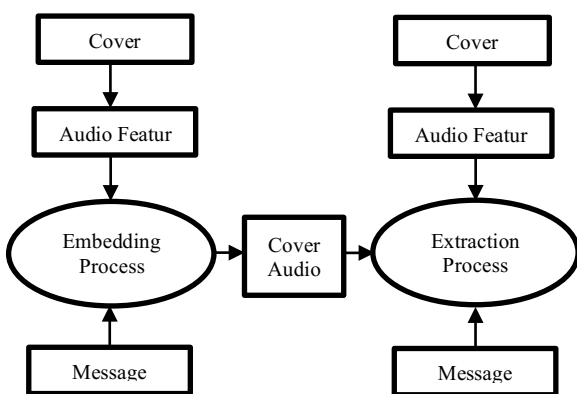 Cover
Audio Featur
Embedding
Process
Message
Cover
Audio
Cover
Audio Featur
Extraction
Process
Message